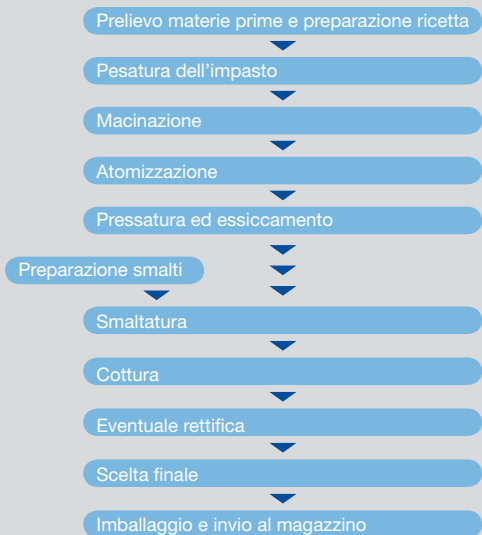 Prelievo materie prime e preparazione ricetta
Pesatura dell'impasto
Macinazione
Atomizzazione
Pressatura ed essiccamento
Preparazione smalti
Smaltatura
Cottura
Eventuale rettifica
Scelta finale
Imballaggio e invio al magazzino